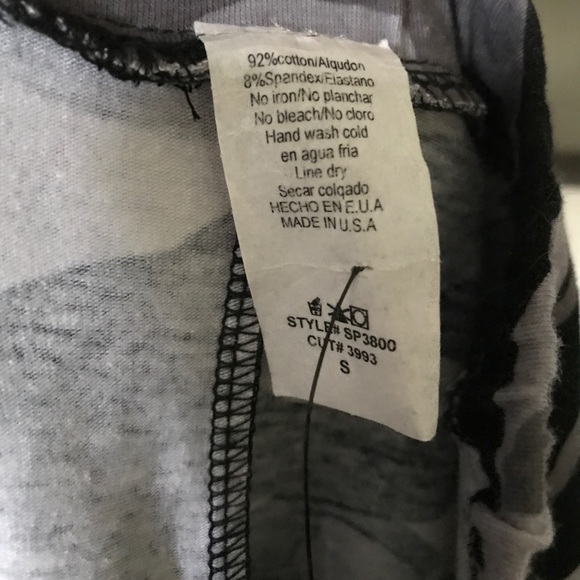 92%cotton/Algudon
8%Spandex/Elastano
No iron/No planchar
No bleach/No cloro
Hand wash cold
en agua fria
Line dry
Secar colgado
HECHO EN E.U.A
MADE IN U.S.A
STYLE# SP3800
CUT# 3993
S